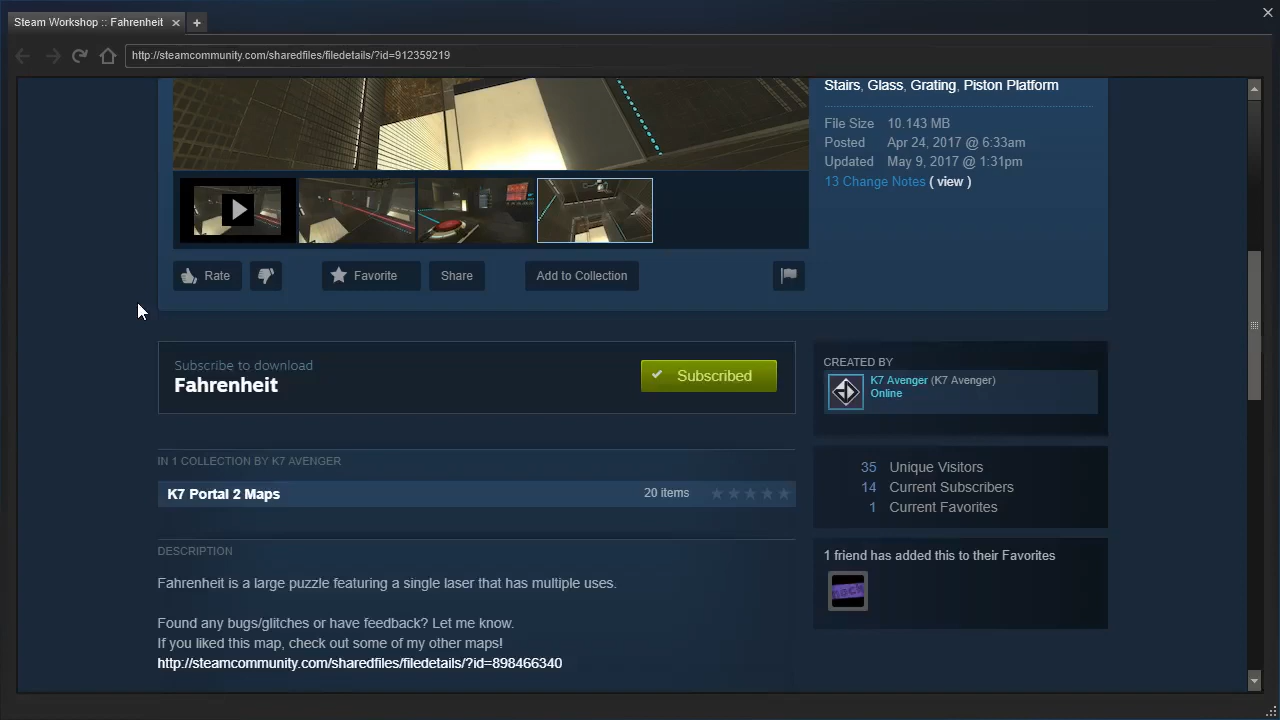 Steam Workshop :: Fahrenheit
http://steamcommunity.com/sharedfiles/filedetails/?id=912359219
Stairs, Glass, Grating, Piston Platform
File Size 10.143 MB
Posted Apr 24, 2017 @ 6:33am
Updated May 9, 2017 @ 1:31pm
13 Change Notes ( view )
Rate
Favorite
Share
Add to Collection
Subscribe to download
Fahrenheit
Subscribed
CREATED BY
K7 Avenger (K7 Avenger)
Online
35 Unique Visitors
14 Current Subscribers
1 Current Favorites
IN 1 COLLECTION BY K7 AVENGER
K7 Portal 2 Maps
20 items
1 friend has added this to their Favorites
DESCRIPTION
Fahrenheit is a large puzzle featuring a single laser that has multiple uses.
Found any bugs/glitches or have feedback? Let me know.
If you liked this map, check out some of my other maps!
http://steamcommunity.com/sharedfiles/filedetails/?id=898466340